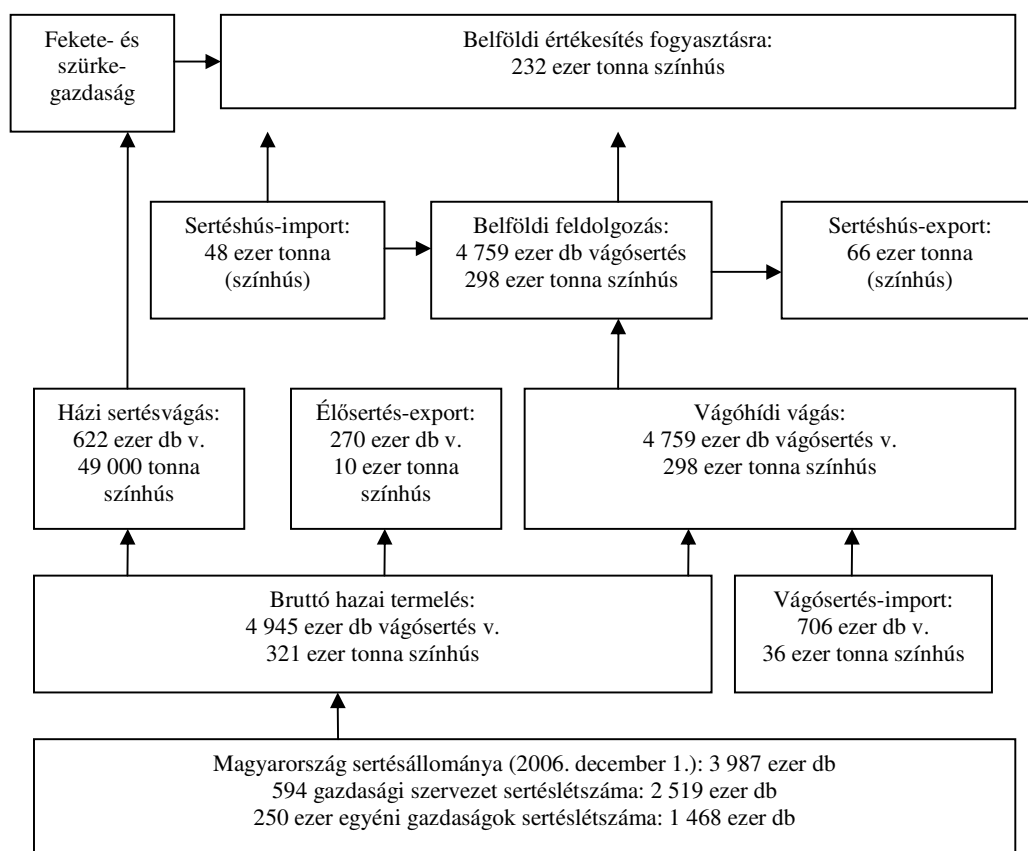 Fekete- és
szürke-
gazdaság
Belföldi értékesítés fogyasztásra:
232 ezer tonna színhús
Sertéshús-import:
48 ezer tonna
(színhús)
Belföldi feldolgozás:
4 759 ezer db vágósertés
298 ezer tonna színhús
Sertéshús-export:
66 ezer tonna
(színhús)
Házi sertésvágás:
622 ezer db v.
49 000 tonna
színhús
Élősertés-export:
270 ezer db v.
10 ezer tonna
színhús
Vágóhídi vágás:
4 759 ezer db vágósertés v.
298 ezer tonna színhús
Bruttó hazai termelés:
4 945 ezer db vágósertés v.
321 ezer tonna színhús
Vágósertés-import:
706 ezer db v.
36 ezer tonna színhús
Magyarország sertésállománya (2006. december 1.): 3 987 ezer db
594 gazdasági szervezet sertéslétszáma: 2 519 ezer db
250 ezer egyéni gazdaságok sertéslétszáma: 1 468 ezer db